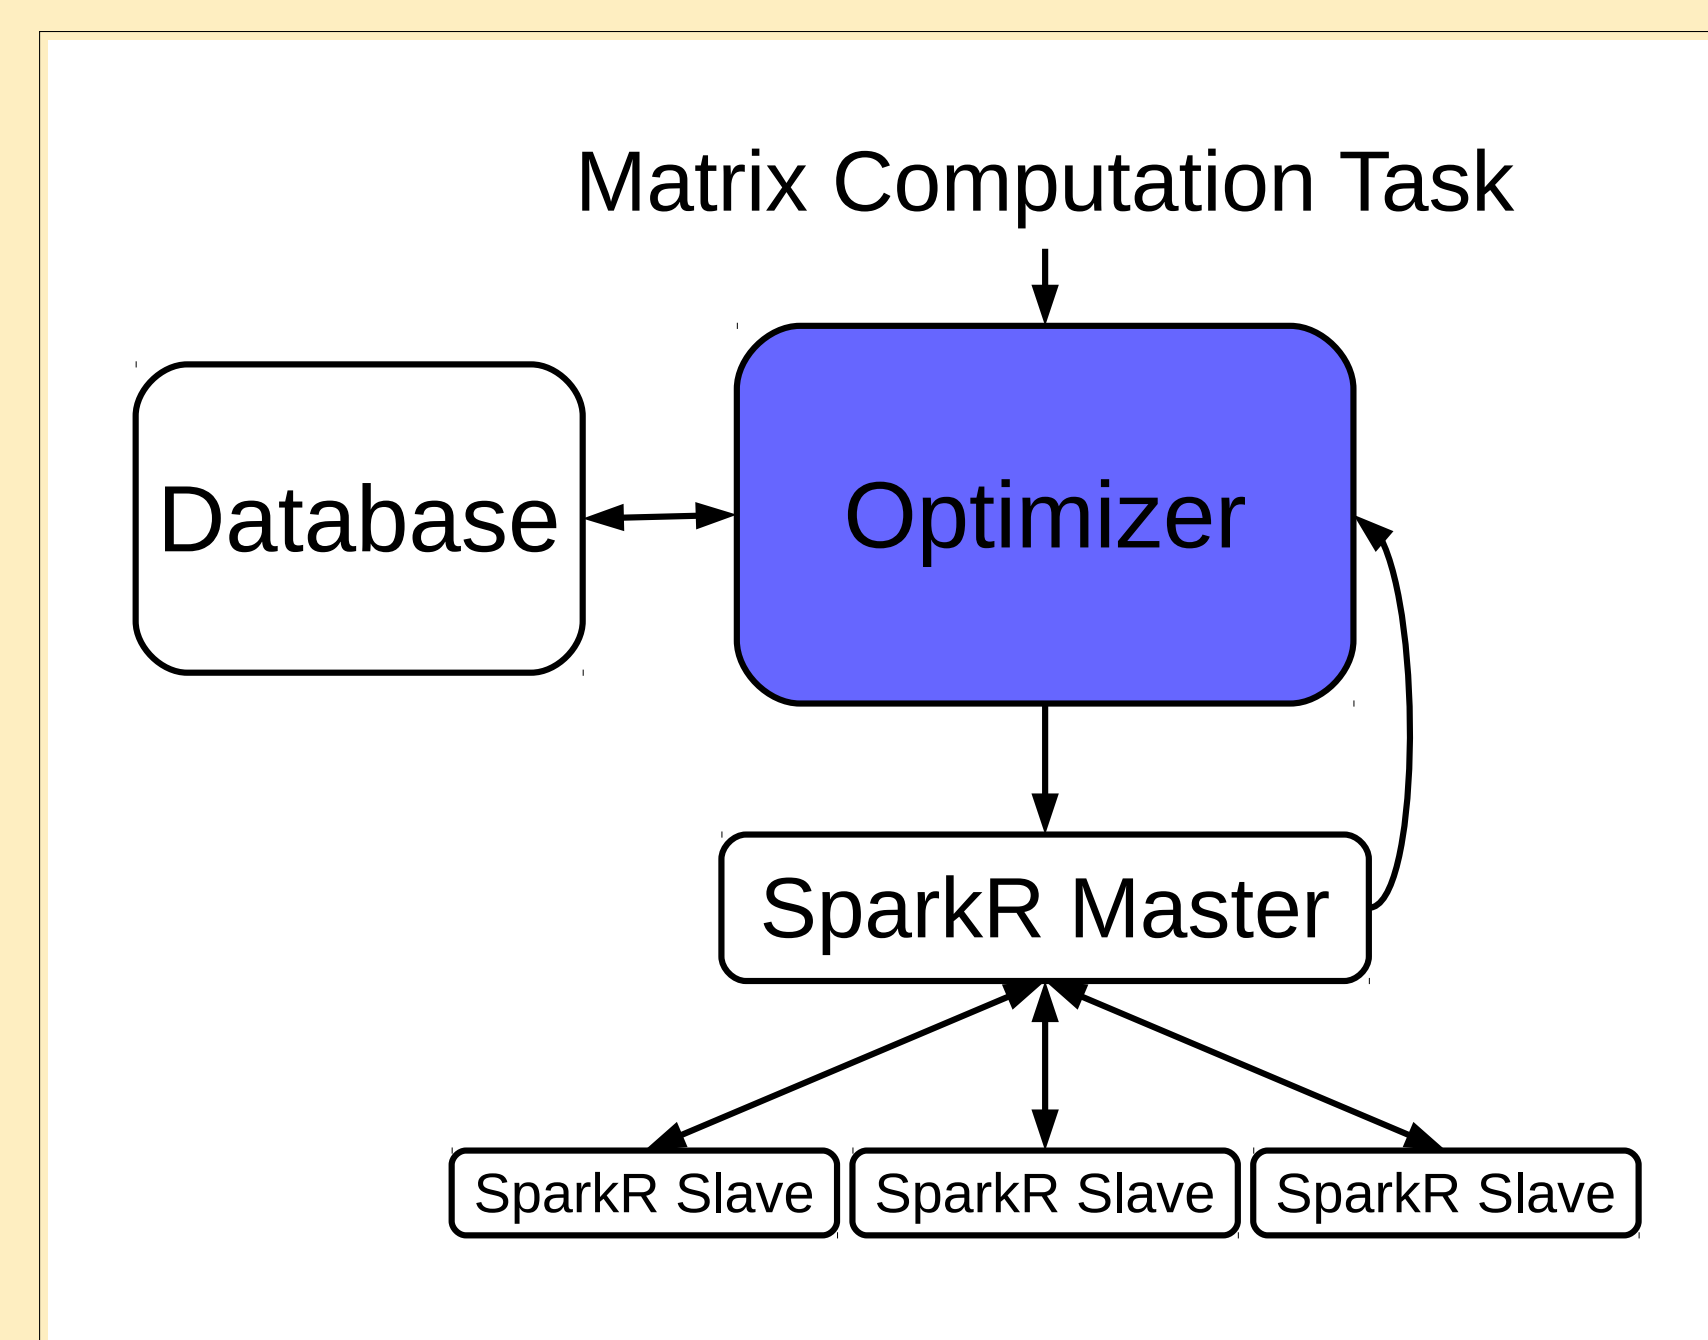 Matrix Computation Task
Database
Optimizer
SparkR Master
SparkR Slave
SparkR Slave
SparkR Slave